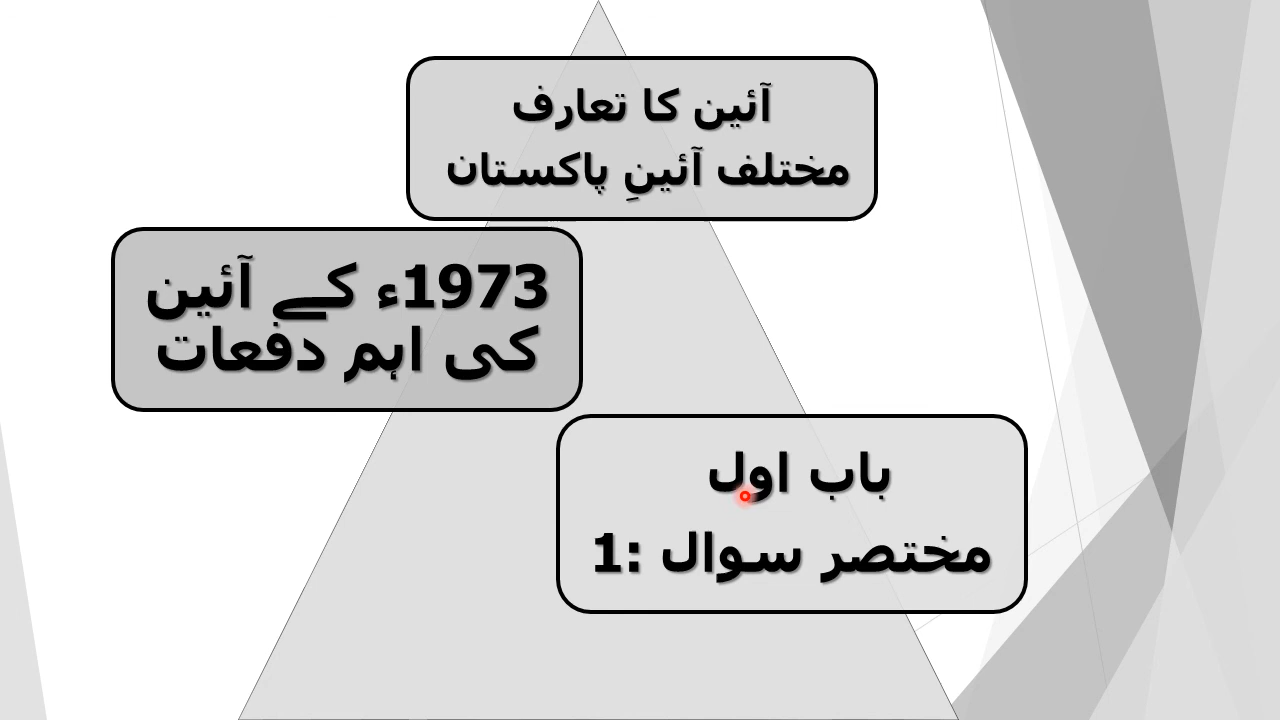 آئین کا تعارف
مختلف آئینِ پاکستان
1973ء کے آئین
کی اہم دفعات
باب اول
مختصر سوال :1